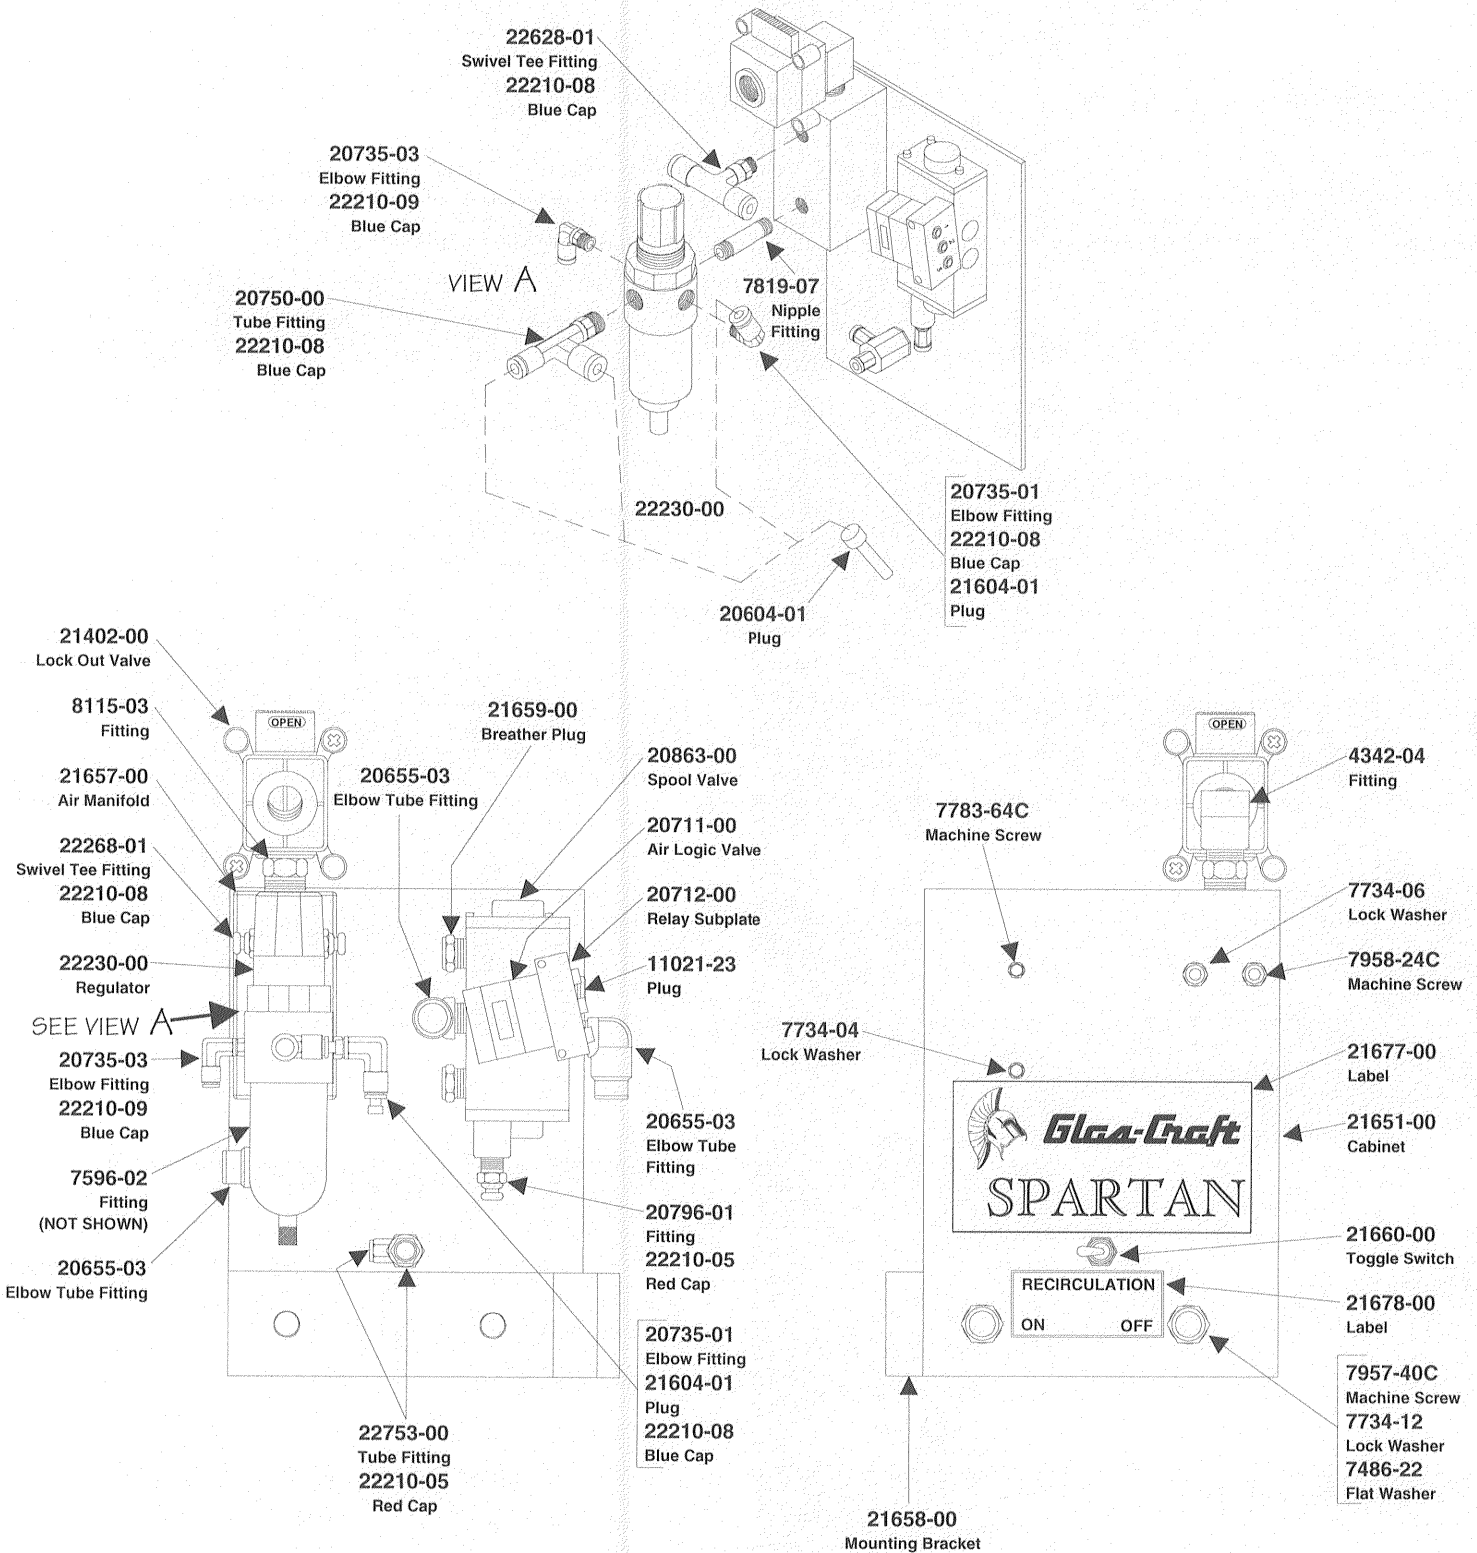 22628-01
Swivel Tee Fitting
22210-08
Blue Cap
20735-03
Elbow Fitting
22210-09
Blue Cap
VIEW A
20750-00
Tube Fitting
22210-08
Blue Cap
7819-07
Nipple
Fitting
22230-00
20735-01
Elbow Fitting
22210-08
Blue Cap
21604-01
Plug
20604-01
Plug
21402-00
Lock Out Valve
8115-03
Fitting
21657-00
Air Manifold
22268-01
Swivel Tee Fitting
22210-08
Blue Cap
22230-00
Regulator
SEE VIEW A
20735-03
Elbow Fitting
22210-09
Blue Cap
7596-02
Fitting
(NOT SHOWN)
20655-03
Elbow Tube Fitting
OPEN
20655-03
Elbow Tube Fitting
21659-00
Breather Plug
20863-00
Spool Valve
20711-00
Air Logic Valve
20712-00
Relay Subplate
11021-23
Plug
20655-03
Elbow Tube
Fitting
20796-01
Fitting
22210-05
Red Cap
20735-01
Elbow Fitting
21604-01
Plug
22210-08
Blue Cap
22753-00
Tube Fitting
22210-05
Red Cap
OPEN
4342-04
Fitting
7783-64C
Machine Screw
7734-06
Lock Washer
7958-24C
Machine Screw
7734-04
Lock Washer
21677-00
Label
Glas-Craft
SPARTAN
21651-00
Cabinet
21660-00
Toggle Switch
RECIRCULATION
ON OFF
21678-00
Label
7957-40C
Machine Screw
7734-12
Lock Washer
7486-22
Flat Washer
21658-00
Mounting Bracket